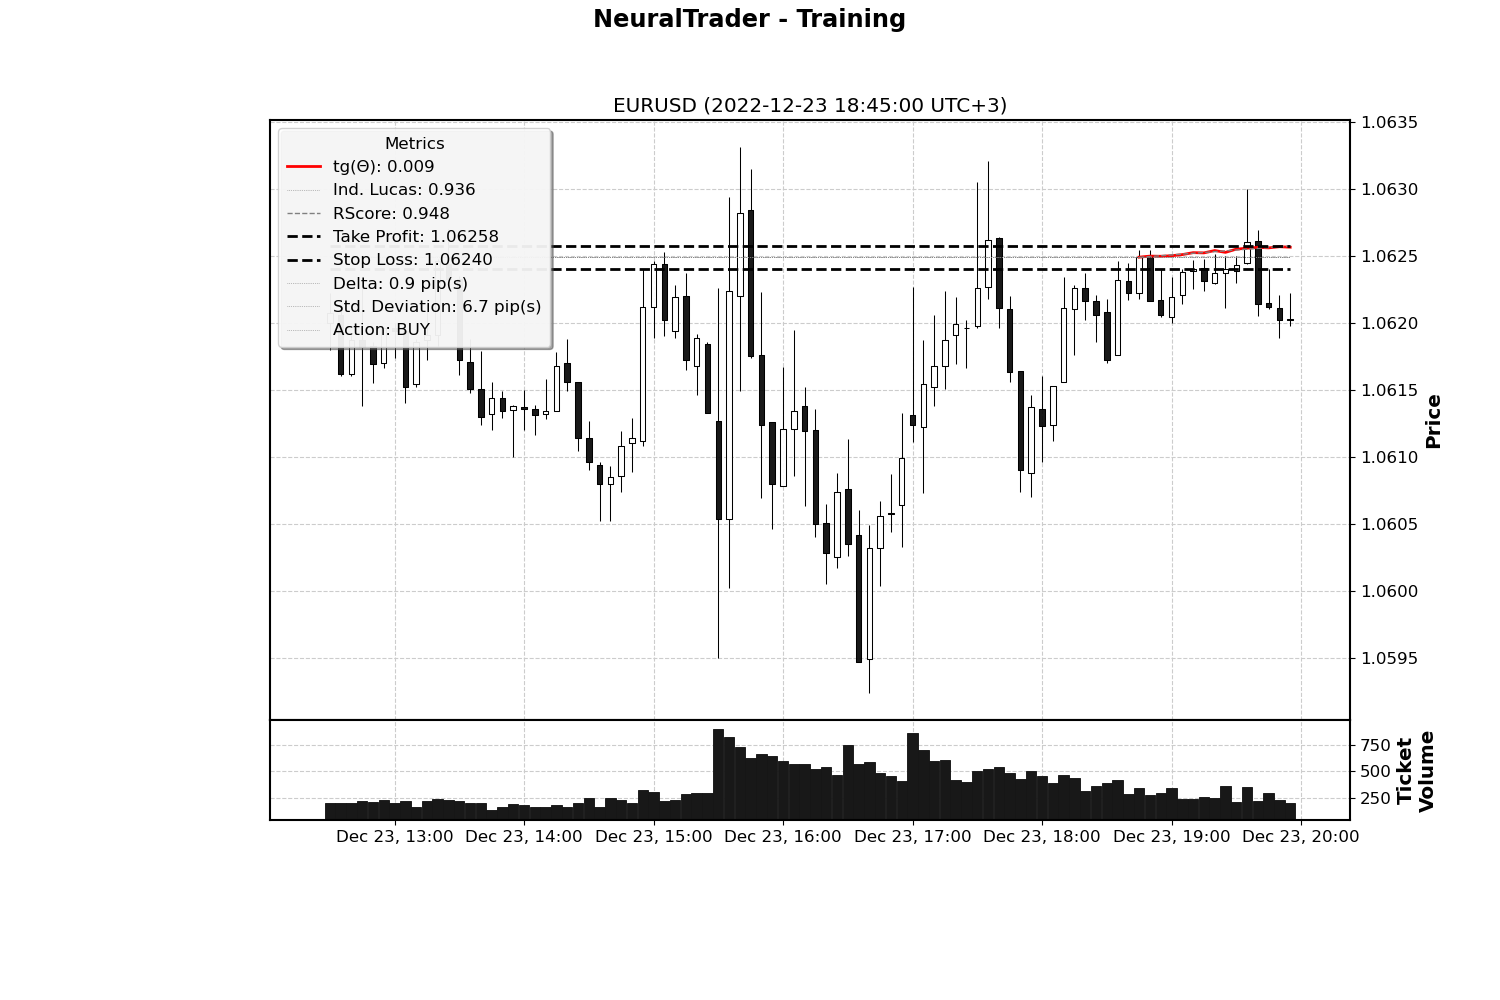 NeuralTrader - Training
EURUSD (2022-12-23 18:45:00 UTC+3)
Metrics
tg(Θ): 0.009
Ind. Lucas: 0.936
RScore: 0.948
Take Profit: 1.06258
Stop Loss: 1.06240
Delta: 0.9 pip(s)
Std. Deviation: 6.7 pip(s)
Action: BUY
1.0635
1.0630
1.0625
1.0620
1.0615
1.0610
1.0605
1.0600
1.0595
Price
750
500
250
Ticket
Volume
Dec 23, 13:00 Dec 23, 14:00 Dec 23, 15:00 Dec 23, 16:00 Dec 23, 17:00 Dec 23, 18:00 Dec 23, 19:00 Dec 23, 20:00